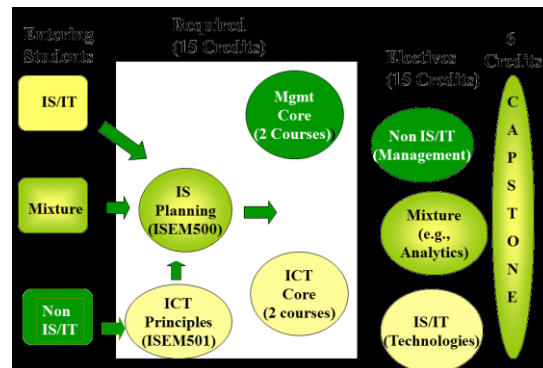 Entering
Students
Required
(15 Credits)
Electives
(15 Credits)
6
Credits
IS/IT
Mixture
Non
IS/IT
Mgmt
Core
(2 Courses)
IS
Planning
(ISEM500)
ICT
Principles
(ISEM501)
ICT
Core
(2 courses)
Non IS/IT
(Management)
Mixture
(e.g.,
Analytics)
IS/IT
(Technologies)
C
A
P
S
T
O
N
E